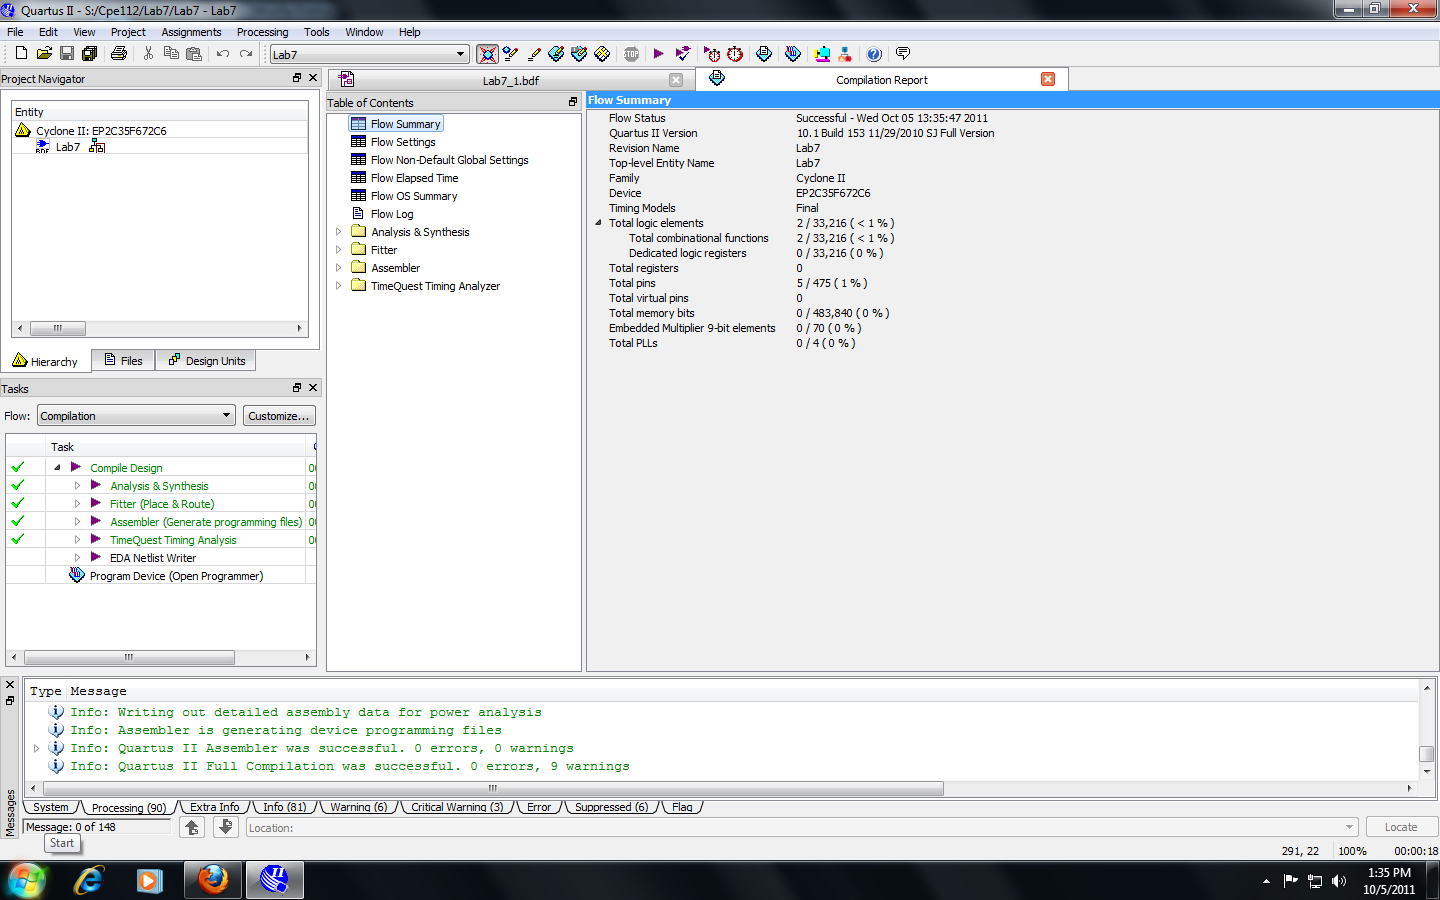 Quartus II - S:/Cpe112/Lab7/Lab7 - Lab7
File Edit View Project Assignments Processing Tools Window Help
Lab7
STOP
Project Navigator
Entity
Cyclone II: EP2C35F672C6
BDF Lab7
Hierarchy Files Design Units
Tasks
Flow: Compilation Customize...
Task
Compile Design
Analysis & Synthesis
Fitter (Place & Route)
Assembler (Generate programming files)
TimeQuest Timing Analysis
EDA Netlist Writer
Program Device (Open Programmer)
Lab7_1.bdf
Compilation Report
Table of Contents
Flow Summary
Flow Settings
Flow Non-Default Global Settings
Flow Elapsed Time
Flow OS Summary
Flow Log
Analysis & Synthesis
Fitter
Assembler
TimeQuest Timing Analyzer
Flow Summary
Flow Status Successful - Wed Oct 05 13:35:47 2011
Quartus II Version 10.1 Build 153 11/29/2010 SJ Full Version
Revision Name Lab7
Top-level Entity Name Lab7
Family Cyclone II
Device EP2C35F672C6
Timing Models Final
Total logic elements 2 / 33,216 ( < 1 % )
Total combinational functions 2 / 33,216 ( < 1 % )
Dedicated logic registers 0 / 33,216 ( 0 % )
Total registers 0
Total pins 5 / 475 ( 1 % )
Total virtual pins 0
Total memory bits 0 / 483,840 ( 0 % )
Embedded Multiplier 9-bit elements 0 / 70 ( 0 % )
Total PLLs 0 / 4 ( 0 % )
Messages
Type Message
Info: Writing out detailed assembly data for power analysis
Info: Assembler is generating device programming files
Info: Quartus II Assembler was successful. 0 errors, 0 warnings
Info: Quartus II Full Compilation was successful. 0 errors, 9 warnings
System Processing (90) Extra Info Info (81) Warning (6) Critical Warning (3) Error Suppressed (6) Flag
Message: 0 of 148 Location: Locate
Start
291, 22 100% 00:00:18
1:35 PM
10/5/2011